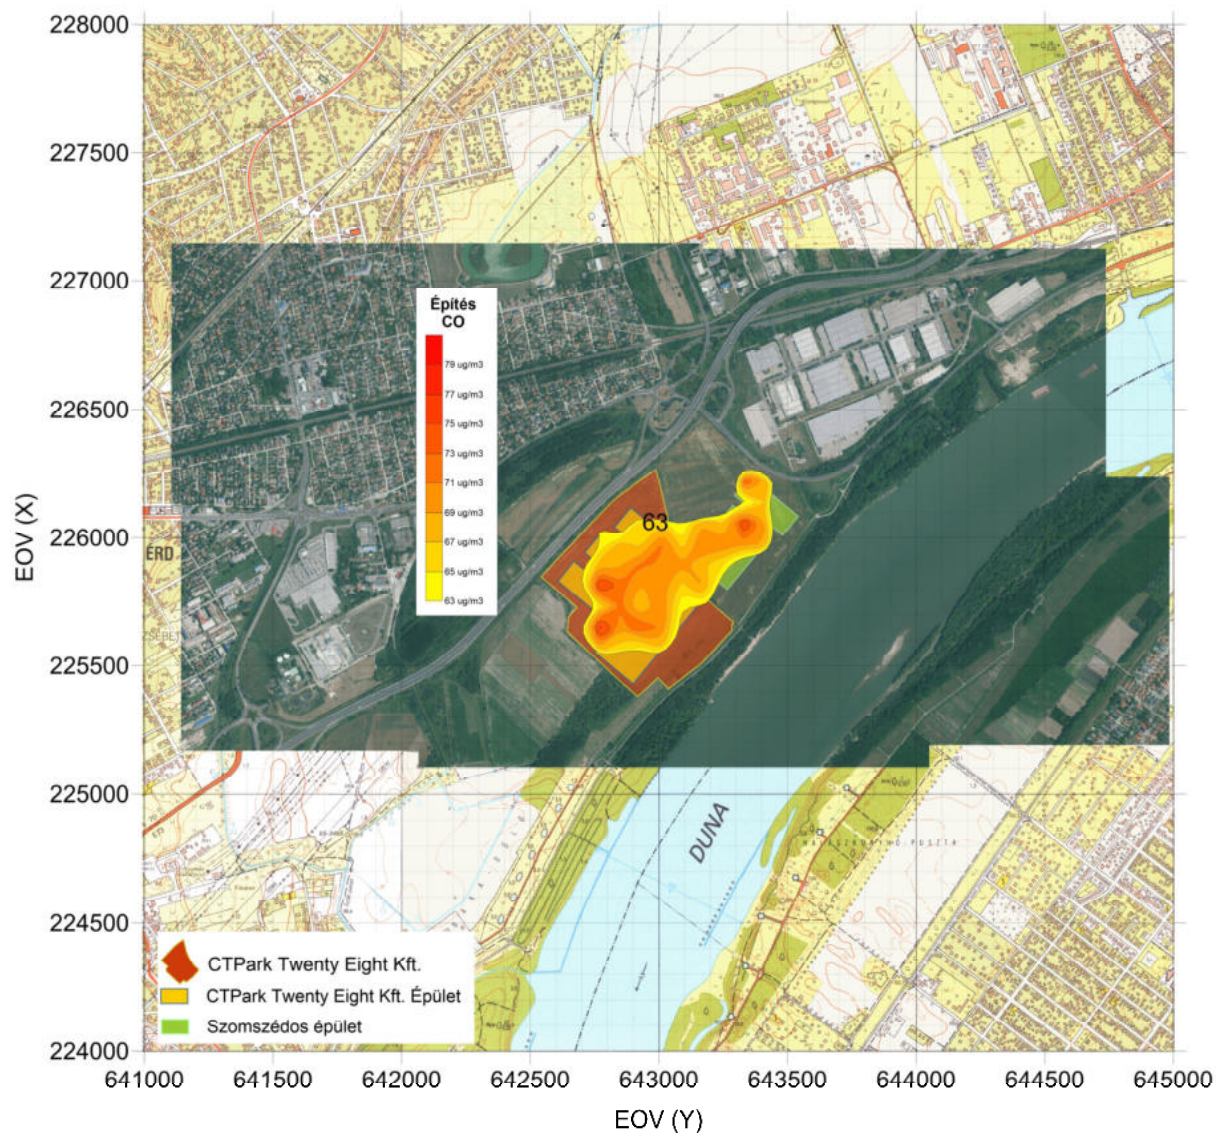 228000
227500
227000
226500
226000
225500
225000
224500
224000
EOV (X)
Építés
CO
79 ug/m3
77 ug/m3
75 ug/m3
73 ug/m3
71 ug/m3
69 ug/m3
67 ug/m3
65 ug/m3
63 ug/m3
63
ÉRD
DUNA
CTPark Twenty Eight Kft.
CTPark Twenty Eight Kft. Épület
Szomszédos épület
641000 641500 642000 642500 643000 643500 644000 644500 645000
EOV (Y)